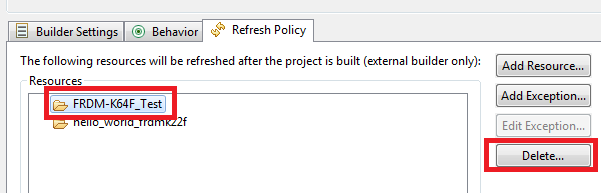 Builder Settings
Behavior
Refresh Policy
The following resources will be refreshed after the project is built (external builder only):
Resources
FRDM-K64F_Test
hello_world_frdmk22f
Add Resource...
Add Exception...
Edit Exception...
Delete...